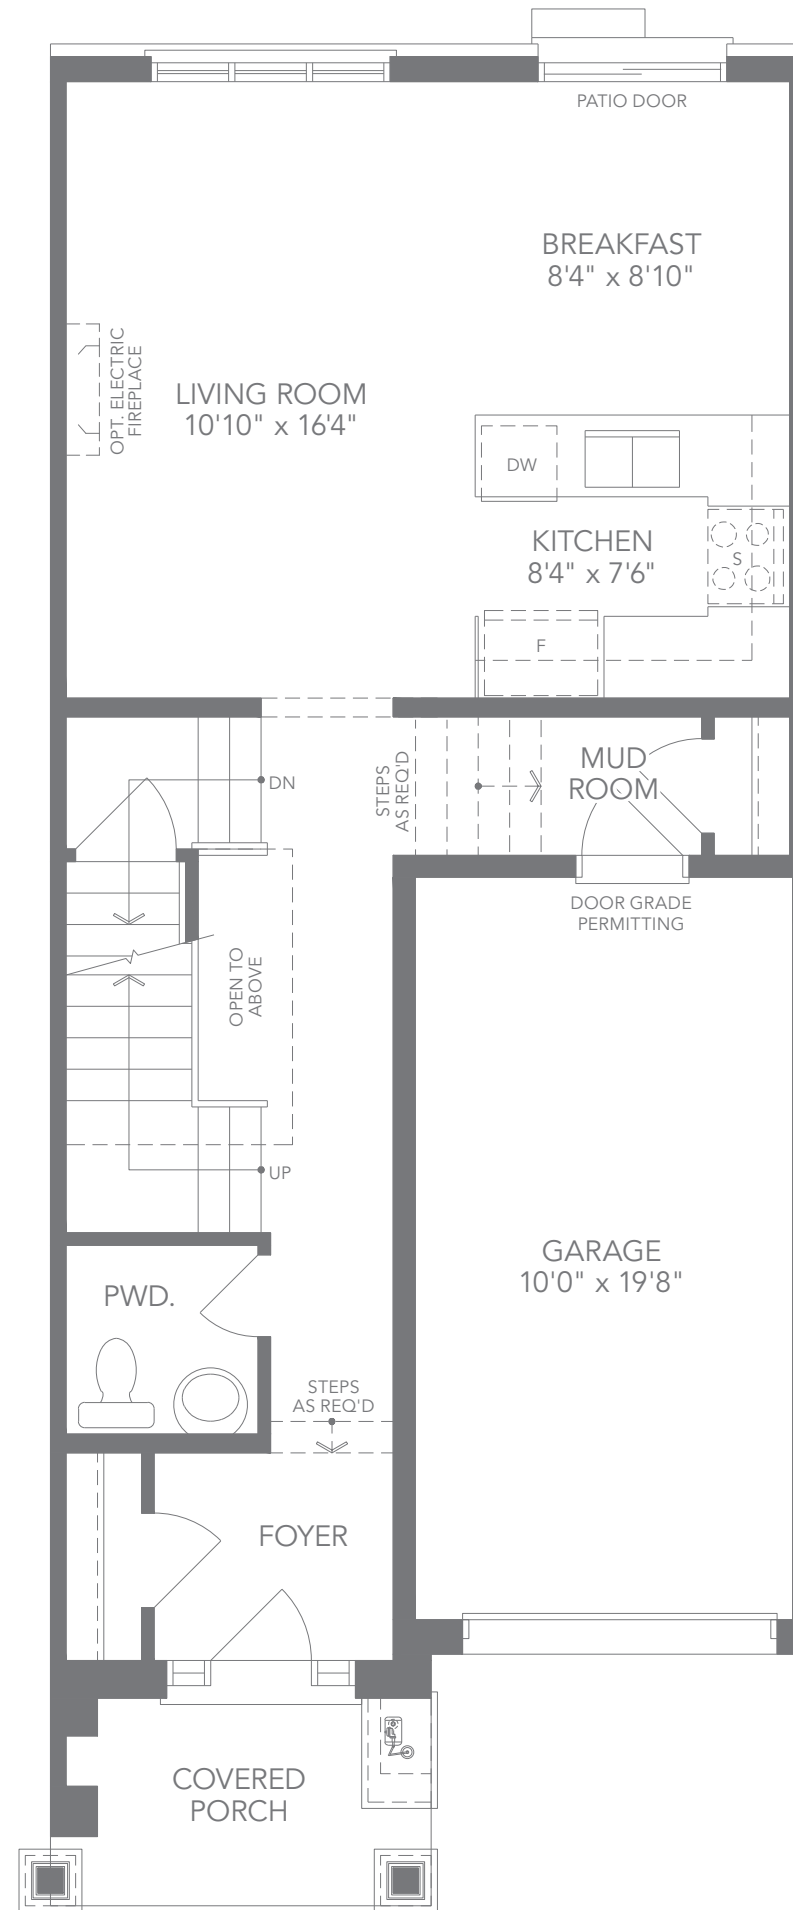 PATIO DOOR
BREAKFAST
8'4" x 8'10"
OPT. ELECTRIC
FIREPLACE
LIVING ROOM
10'10" x 16'4"
DW
KITCHEN
8'4" x 7'6"
S
F
DN
STEPS
AS REQ'D
MUD
ROOM
DOOR GRADE
PERMITTING
OPEN TO
ABOVE
UP
GARAGE
10'0" x 19'8"
PWD.
STEPS
AS REQ'D
FOYER
COVERED
PORCH